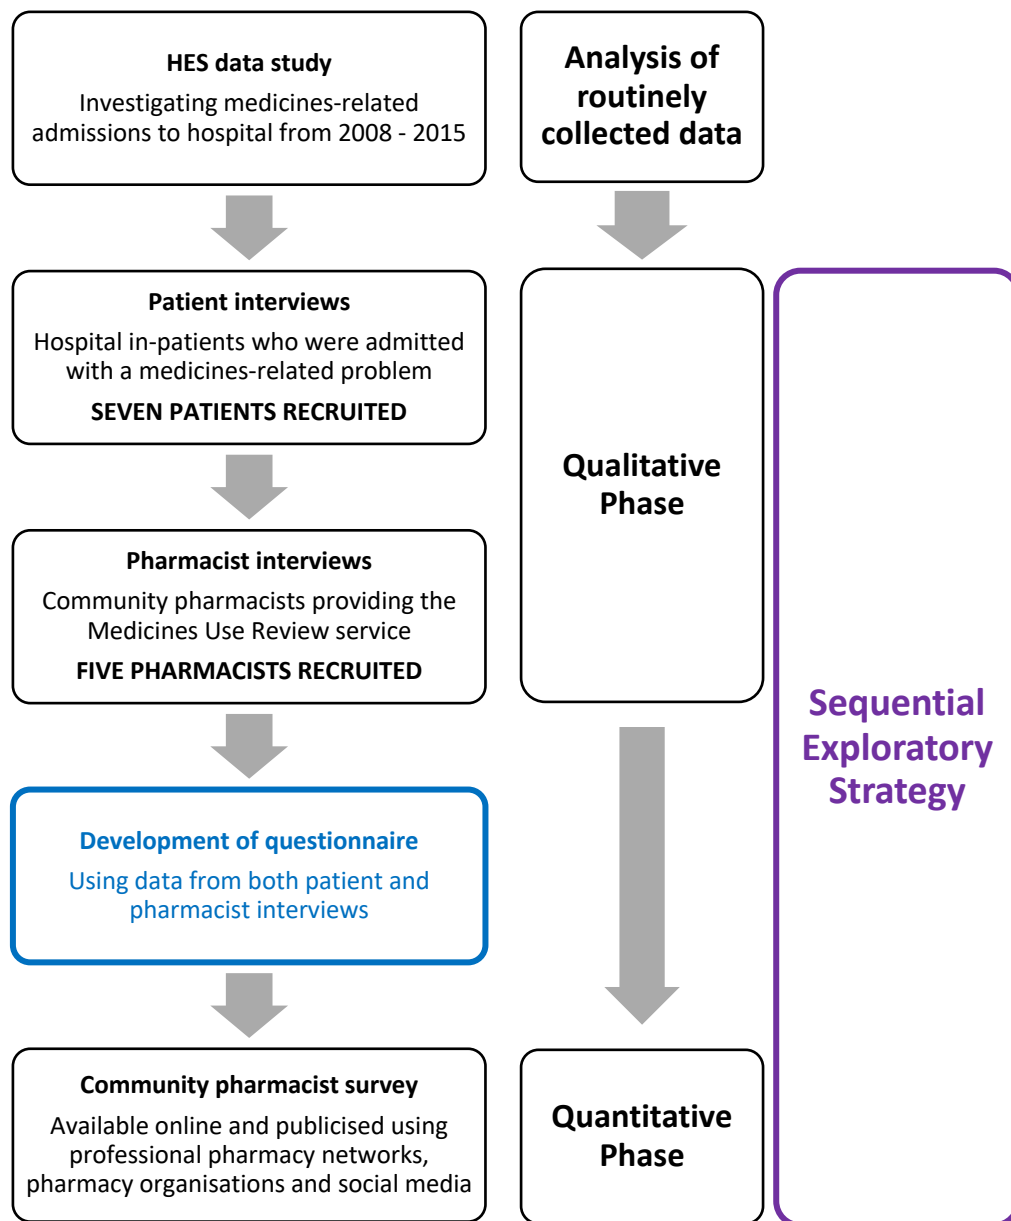 HES data study
Investigating medicines-related
admissions to hospital from 2008 - 2015
Analysis of
routinely
collected data
Patient interviews
Hospital in-patients who were admitted
with a medicines-related problem
SEVEN PATIENTS RECRUITED
Pharmacist interviews
Community pharmacists providing the
Medicines Use Review service
FIVE PHARMACISTS RECRUITED
Qualitative
Phase
Development of questionnaire
Using data from both patient and
pharmacist interviews
Community pharmacist survey
Available online and publicised using
professional pharmacy networks,
pharmacy organisations and social media
Quantitative
Phase
Sequential
Exploratory
Strategy